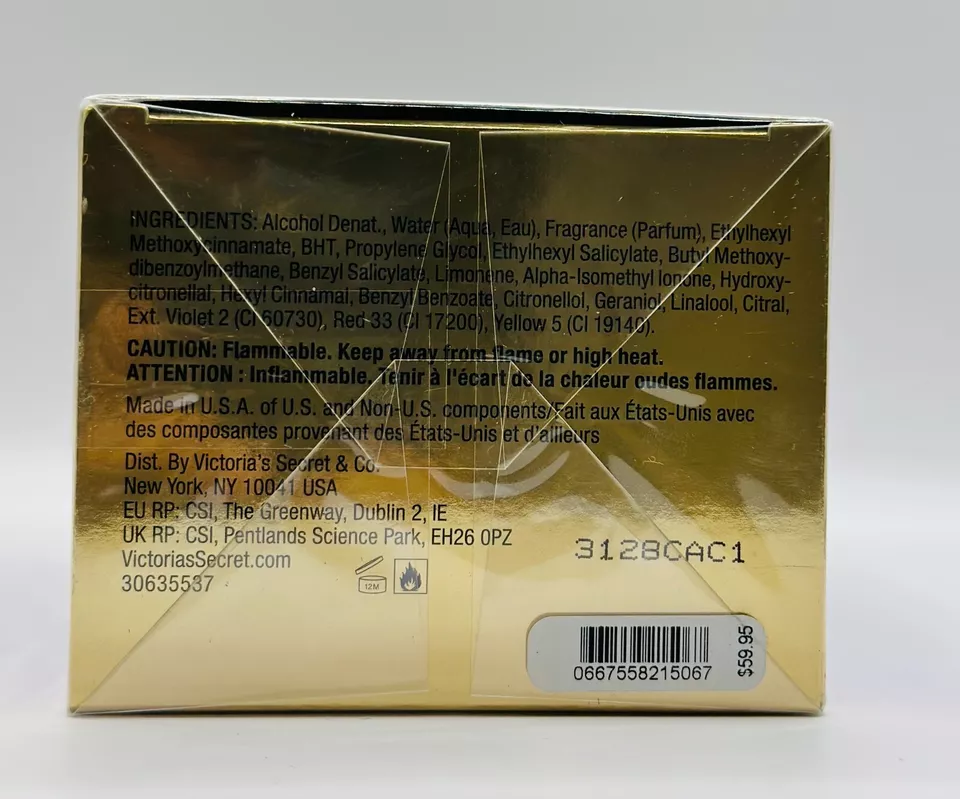 INGREDIENTS: Alcohol Denat., Water (Aqua, Eau), Fragrance (Parfum), Ethylhexyl
Methoxycinnamate, BHT, Propylene Glycol, Ethylhexyl Salicylate, Butyl Methoxy-
dibenzoylmethane, Benzyl Salicylate, Limonene, Alpha-Isomethyl Ionone, Hydroxy-
citronellal, Hexyl Cinnamal, Benzyl Benzoate, Citronellol, Geraniol, Linalool, Citral,
Ext. Violet 2 (CI 60730), Red 33 (CI 17200), Yellow 5 (CI 19140).
CAUTION: Flammable. Keep away from flame or high heat.
ATTENTION : Inflammable. Tenir à l'écart de la chaleur oudes flammes.
Made in U.S.A. of U.S. and Non-U.S. components/Fait aux États-Unis avec
des composantes provenant des États-Unis et d'ailleurs
Dist. By Victoria's Secret & Co.
New York, NY 10041 USA
EU RP: CSI, The Greenway, Dublin 2, IE
UK RP: CSI, Pentlands Science Park, EH26 0PZ
VictoriasSecret.com
30635537
12M
3128CAC1
0667558215067
$59.95